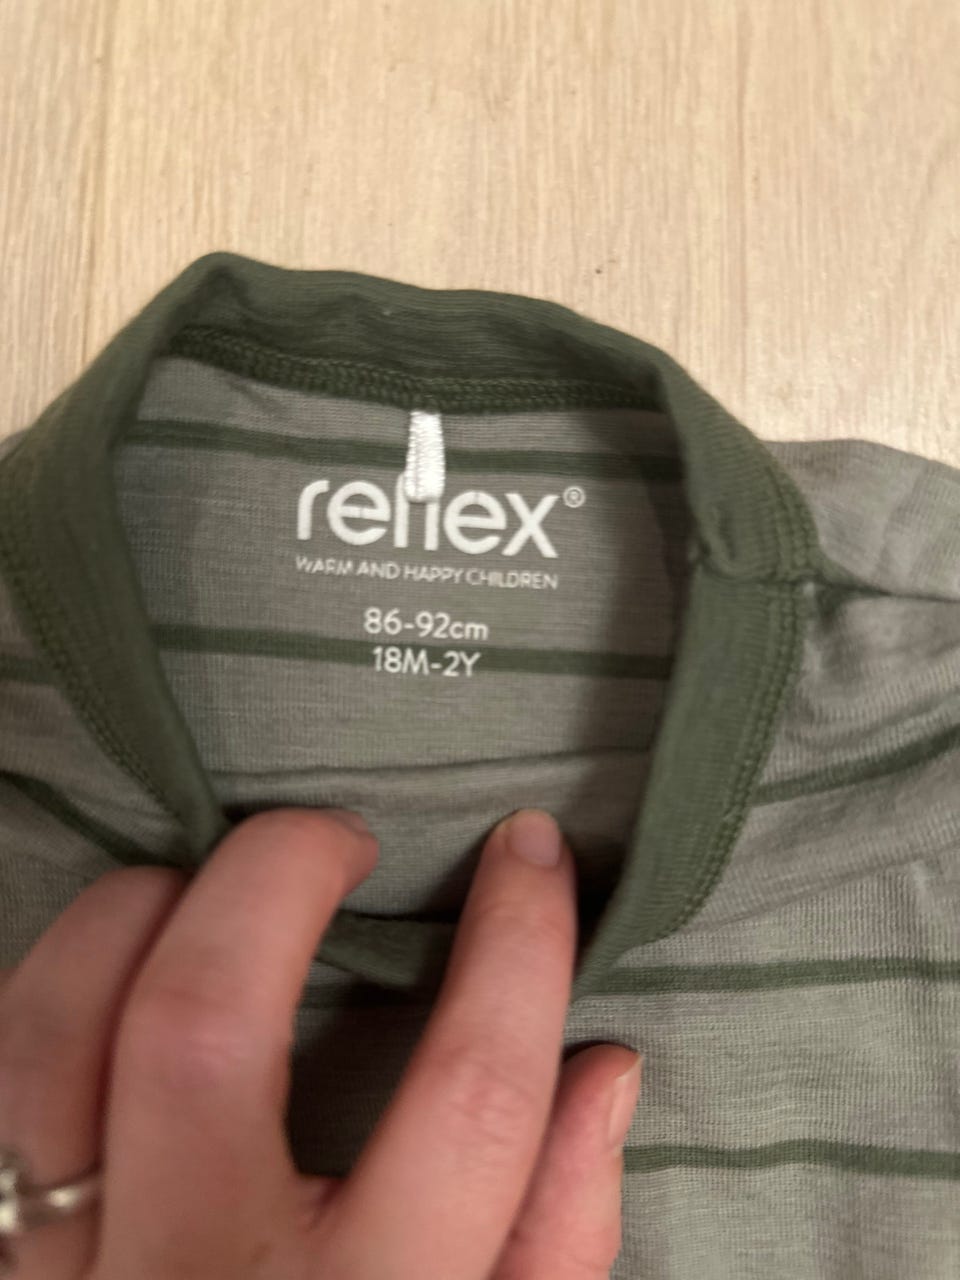 reflex®
WARM AND HAPPY CHILDREN
86-92cm
18M-2Y